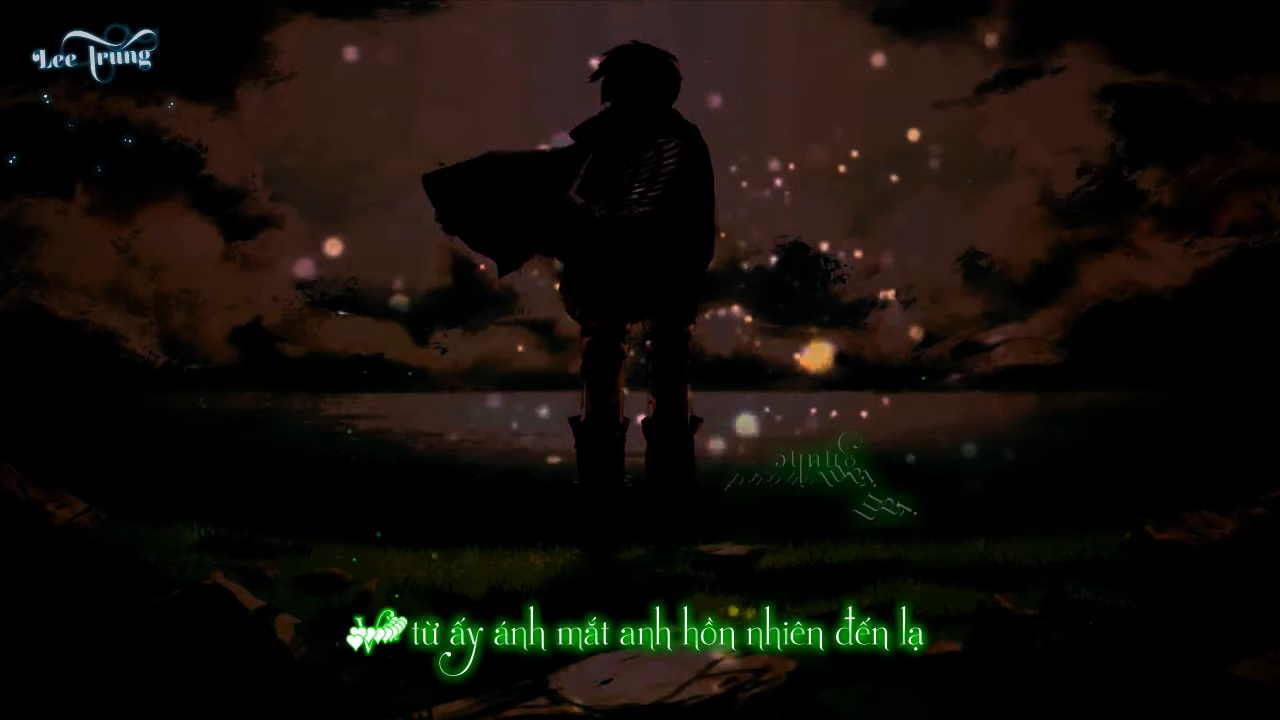 Lee Trung
từ ấy ánh mắt anh hồn nhiên đến lạ